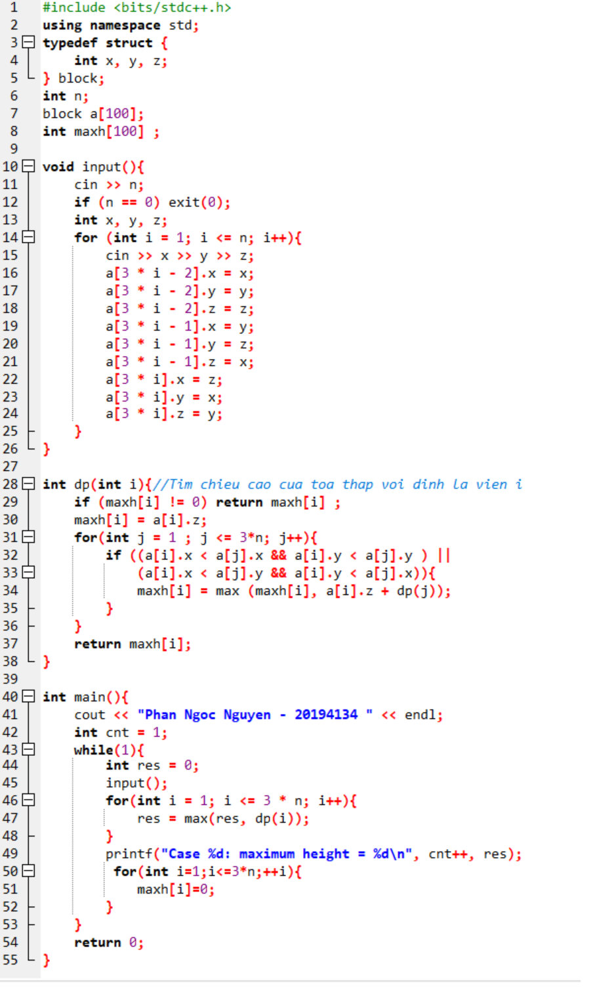 1 #include <bits/stdc++.h>
2 using namespace std;
3 typedef struct {
4     int x, y, z;
5 } block;
6 int n;
7 block a[100];
8 int maxh[100] ;
9
10 void input(){
11     cin >> n;
12     if (n == 0) exit(0);
13     int x, y, z;
14     for (int i = 1; i <= n; i++){
15         cin >> x >> y >> z;
16         a[3 * i - 2].x = x;
17         a[3 * i - 2].y = y;
18         a[3 * i - 2].z = z;
19         a[3 * i - 1].x = y;
20         a[3 * i - 1].y = z;
21         a[3 * i - 1].z = x;
22         a[3 * i].x = z;
23         a[3 * i].y = x;
24         a[3 * i].z = y;
25     }
26 }
27
28 int dp(int i){//Tim chieu cao cua toa thap voi dinh la vien i
29     if (maxh[i] != 0) return maxh[i] ;
30     maxh[i] = a[i].z;
31     for(int j = 1 ; j <= 3*n; j++){
32         if ((a[i].x < a[j].x && a[i].y < a[j].y ) ||
33             (a[i].x < a[j].y && a[i].y < a[j].x)){
34             maxh[i] = max (maxh[i], a[i].z + dp(j));
35         }
36     }
37     return maxh[i];
38 }
39
40 int main(){
41     cout << "Phan Ngoc Nguyen - 20194134 " << endl;
42     int cnt = 1;
43     while(1){
44         int res = 0;
45         input();
46         for(int i = 1; i <= 3 * n; i++){
47             res = max(res, dp(i));
48         }
49         printf("Case %d: maximum height = %d\n", cnt++, res);
50          for(int i=1;i<=3*n;++i){
51             maxh[i]=0;
52         }
53     }
54     return 0;
55 }